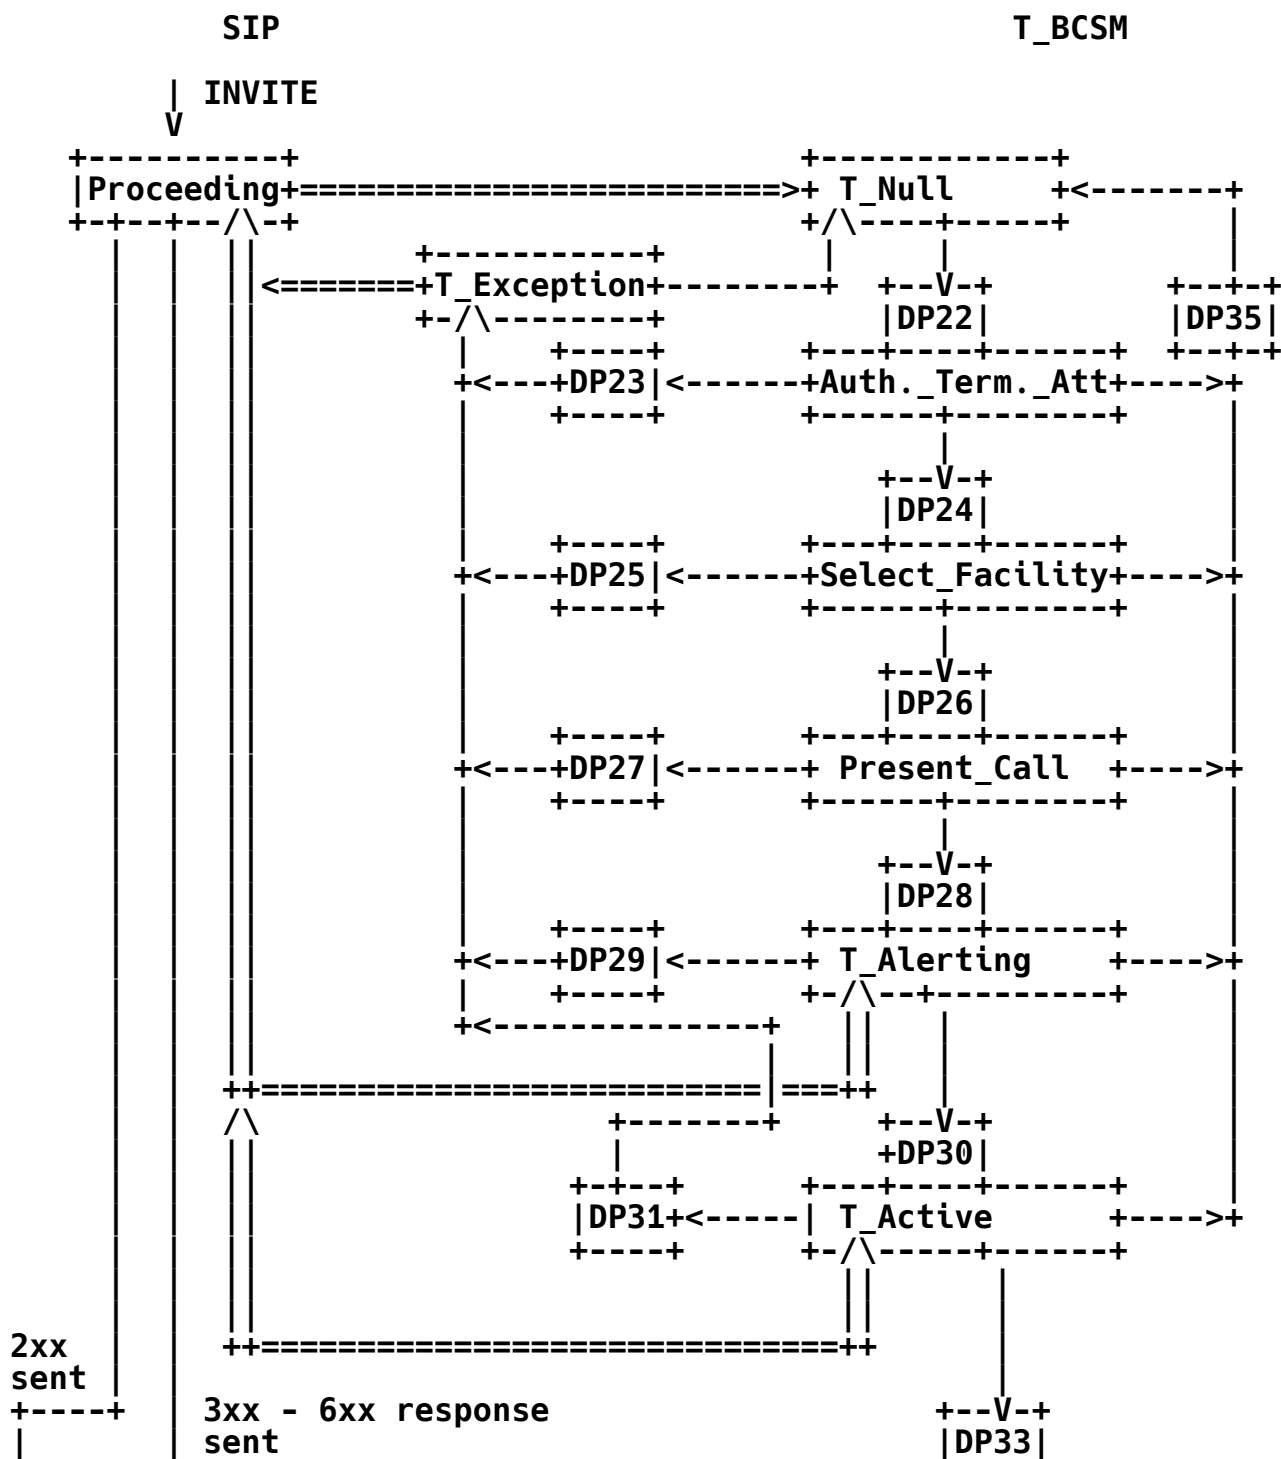 SIP T_BCSM
INVITE
Proceeding T_Null
T_Exception
DP22 DP35
DP23 Auth._Term._Att
DP24
DP25 Select_Facility
DP26
DP27 Present_Call
DP28
DP29 T_Alerting
DP30
DP31 T_Active
2xx
sent
3xx - 6xx response
sent DP33